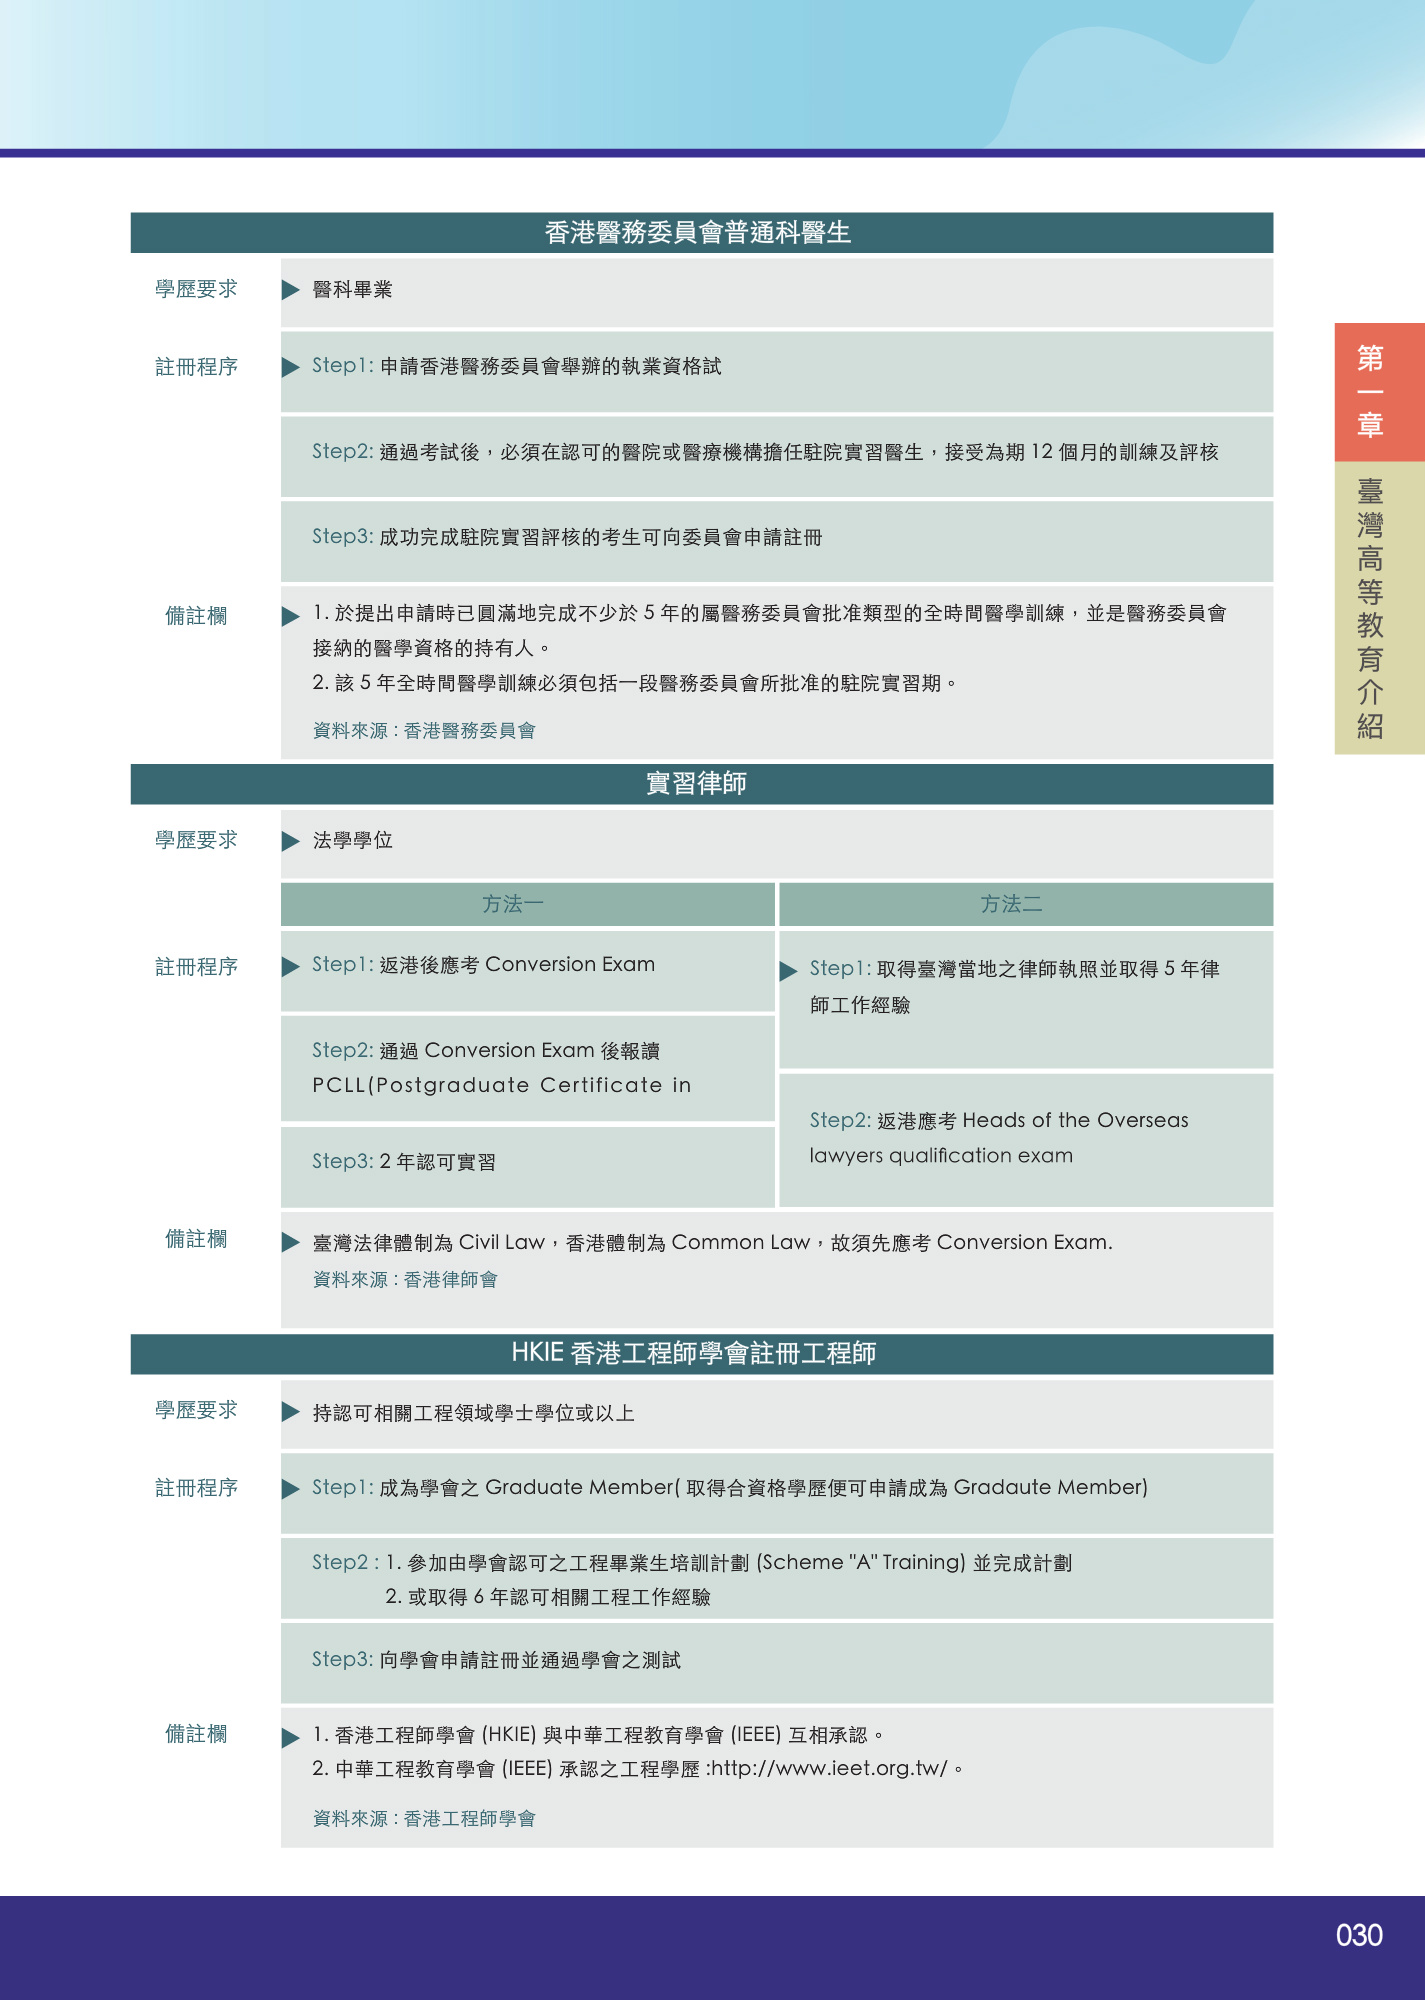 香港醫務委員會普通科醫生
學歷要求
醫科畢業
註冊程序
Step1: 申請香港醫務委員會舉辦的執業資格試
Step2: 通過考試後，必須在認可的醫院或醫療機構擔任駐院實習醫生，接受為期 12 個月的訓練及評核
Step3: 成功完成駐院實習評核的考生可向委員會申請註冊
備註欄
1. 於提出申請時已圓滿地完成不少於 5 年的屬醫務委員會批准類型的全時間醫學訓練，並是醫務委員會
接納的醫學資格的持有人。
2. 該 5 年全時間醫學訓練必須包括一段醫務委員會所批准的駐院實習期。
資料來源 : 香港醫務委員會
實習律師
學歷要求
法學學位
方法一
方法二
註冊程序
Step1: 返港後應考 Conversion Exam
Step2: 通過 Conversion Exam 後報讀
PCLL(Postgraduate Certificate in
Step3: 2 年認可實習
Step1: 取得臺灣當地之律師執照並取得 5 年律
師工作經驗
Step2: 返港應考 Heads of the Overseas
lawyers qualification exam
備註欄
臺灣法律體制為 Civil Law，香港體制為 Common Law，故須先應考 Conversion Exam.
資料來源 : 香港律師會
HKIE 香港工程師學會註冊工程師
學歷要求
持認可相關工程領域學士學位或以上
註冊程序
Step1: 成為學會之 Graduate Member( 取得合資格學歷便可申請成為 Gradaute Member)
Step2 : 1. 參加由學會認可之工程畢業生培訓計劃 (Scheme "A" Training) 並完成計劃
2. 或取得 6 年認可相關工程工作經驗
Step3: 向學會申請註冊並通過學會之測試
備註欄
1. 香港工程師學會 (HKIE) 與中華工程教育學會 (IEEE) 互相承認。
2. 中華工程教育學會 (IEEE) 承認之工程學歷 :http://www.ieet.org.tw/。
資料來源 : 香港工程師學會
第一章
臺灣高等教育介紹
030